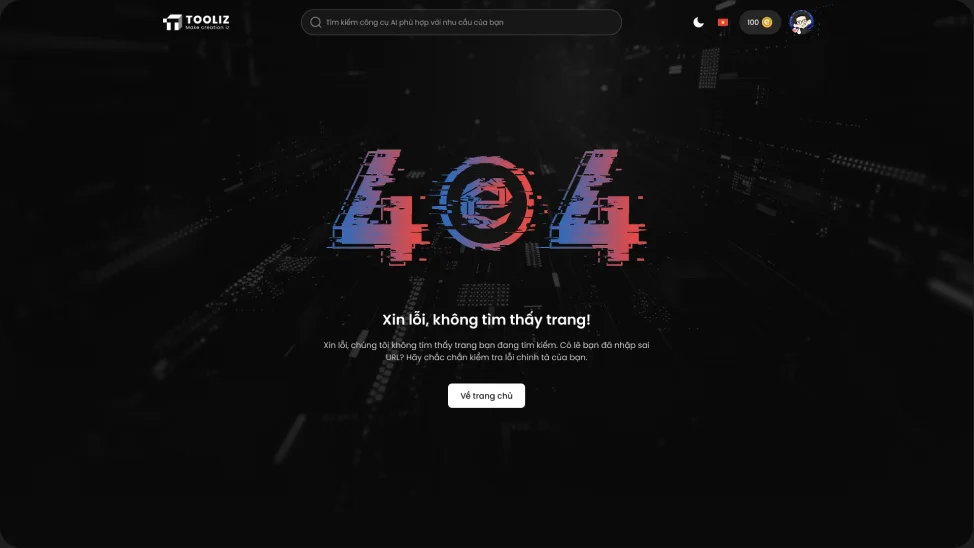 TOOLIZ
Make creation U
Tìm kiếm công cụ AI phù hợp với nhu cầu của bạn
100
404
Xin lỗi, không tìm thấy trang!
Xin lỗi, chúng tôi không tìm thấy trang bạn đang tìm kiếm. Có lẽ bạn đã nhập sai
URL? Hãy chắc chắn kiểm tra lỗi chính tả của bạn.
Về trang chủ